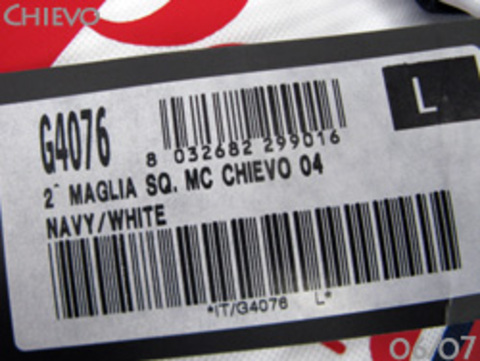 CHIEVO
L
G4076
8 032682 299016
2^ MAGLIA SQ. MC CHIEVO 04
NAVY/WHITE
*IT/G4076 L*
06 07